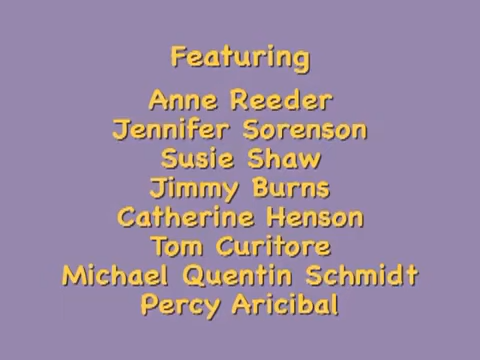 Featuring
Anne Reeder
Jennifer Sorenson
Susie Shaw
Jimmy Burns
Catherine Henson
Tom Curitore
Michael Quentin Schmidt
Percy Aricibal